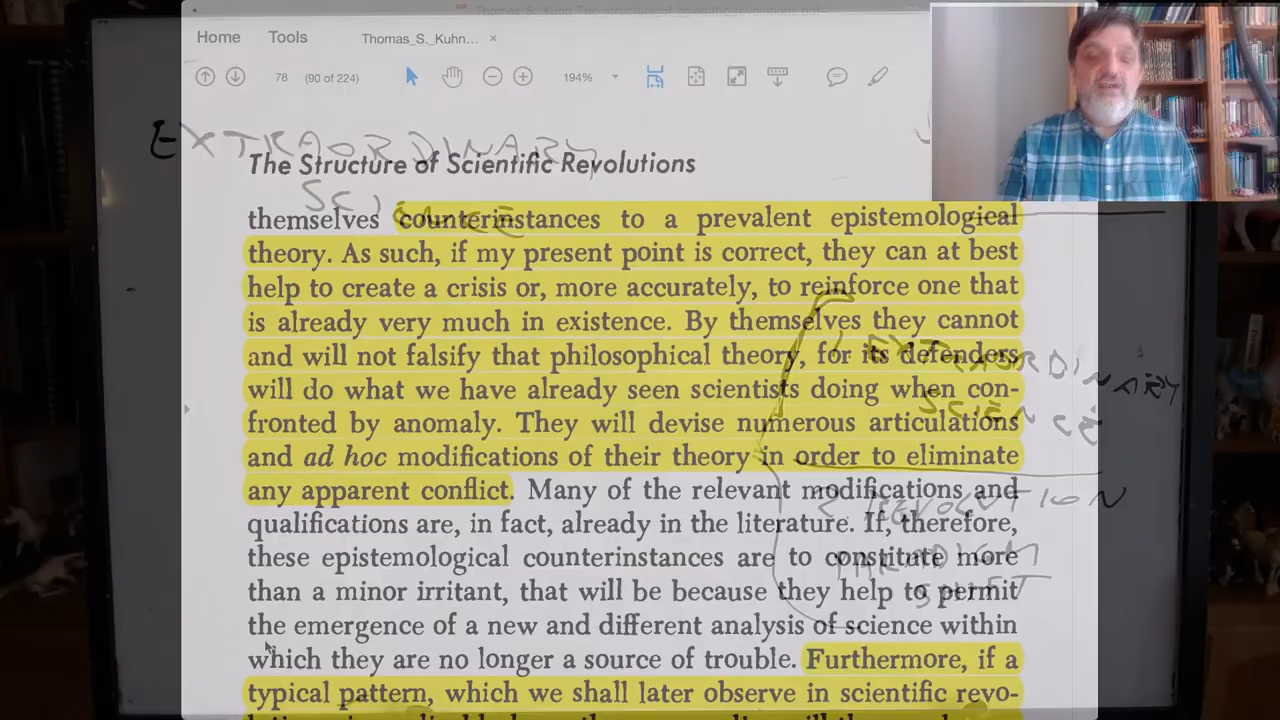 Thomas_S_Kuhn The structure_of_scientific_revolutions.pdf
Home Tools Thomas_S._Kuhn... ×
78 (90 of 224) 194%
EXTRAORDINARY
The Structure of Scientific Revolutions
SCIENCE
themselves counterinstances to a prevalent epistemological
theory. As such, if my present point is correct, they can at best
help to create a crisis or, more accurately, to reinforce one that
is already very much in existence. By themselves they cannot
and will not falsify that philosophical theory, for its defenders
1) EXTRAORDINARY
will do what we have already seen scientists doing when con-
SCIENCE
fronted by anomaly. They will devise numerous articulations
and ad hoc modifications of their theory in order to eliminate
any apparent conflict. Many of the relevant modifications and
2 REVOLUTION
qualifications are, in fact, already in the literature. If, therefore,
these epistemological counterinstances are to constitute more
PARADIGM
than a minor irritant, that will be because they help to permit
SHIFT
the emergence of a new and different analysis of science within
which they are no longer a source of trouble. Furthermore, if a
typical pattern, which we shall later observe in scientific revo-